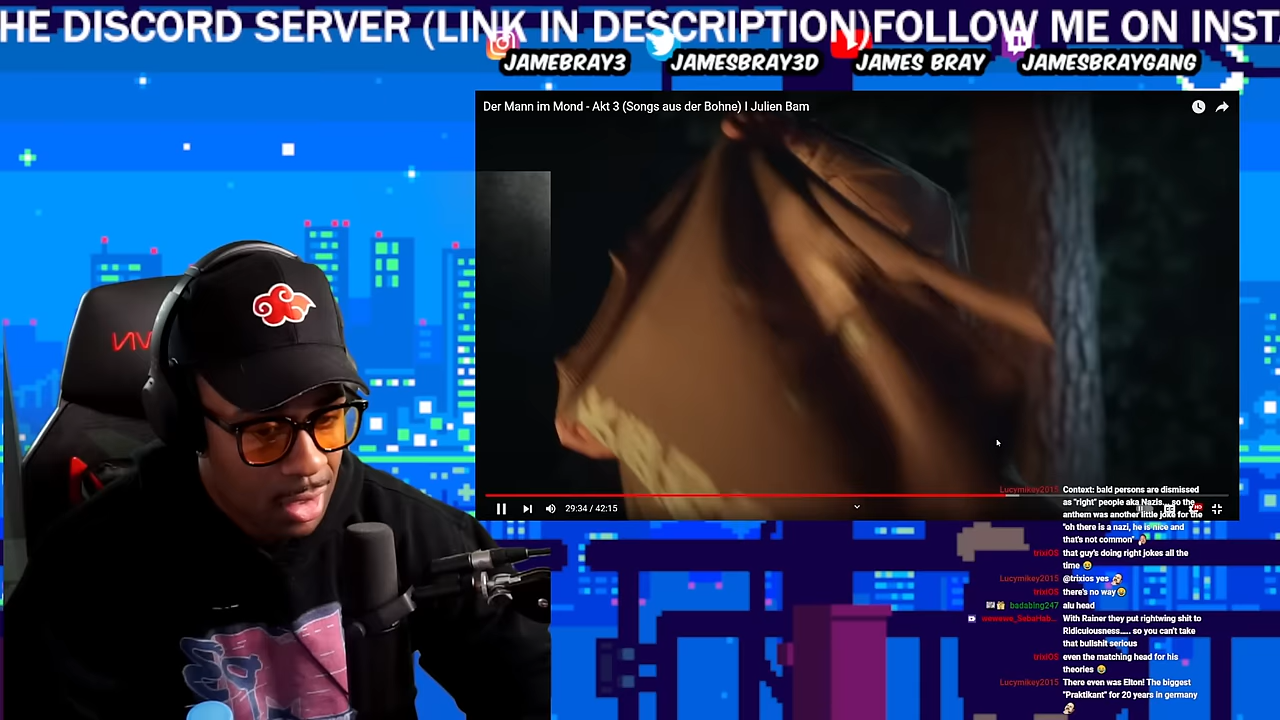 HE DISCORD SERVER (LINK IN DESCRIPTION)FOLLOW ME ON INST
JAMEBRAY3
JAMESBRAY3D
JAMES BRAY
JAMESBRAYGANG
Der Mann im Mond - Akt 3 (Songs aus der Bohne) I Julien Bam
29:34 / 42:15
Lucymikey2015 Context: bald persons are dismissed
as "right" people aka Nazis... so the
anthem was another little joke for the
"oh there is a nazi, he is nice and
that's not common"
trixiOS that guy's doing right jokes all the
time
Lucymikey2015 @trixios yes
trixiOS there's no way
badabing247 alu head
With Rainer they put rightwing shit to
Ridiculousness..... so you can't take
that bullshit serious
trixiOS even the matching head for his
theories
Lucymikey2015 There even was Elton! The biggest
"Praktikant" for 20 years in germany